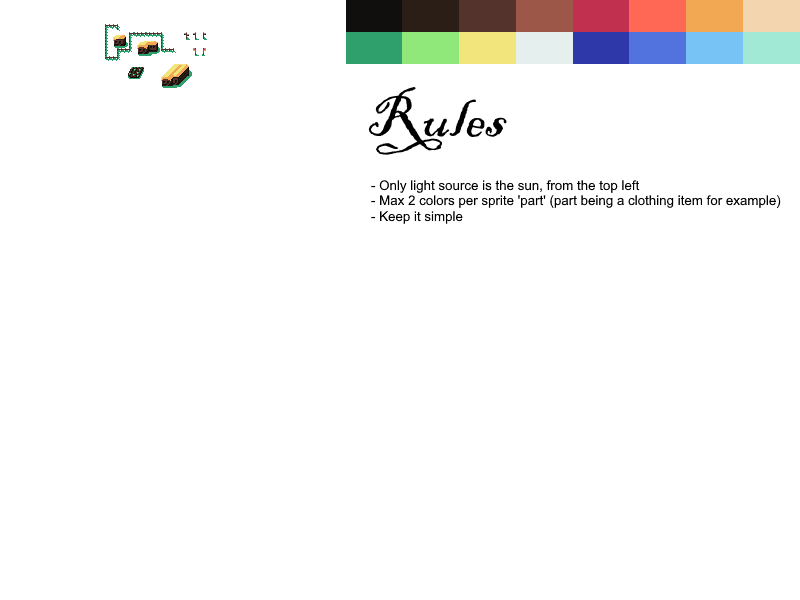 Rules
- Only light source is the sun, from the top left
- Max 2 colors per sprite 'part' (part being a clothing item for example)
- Keep it simple